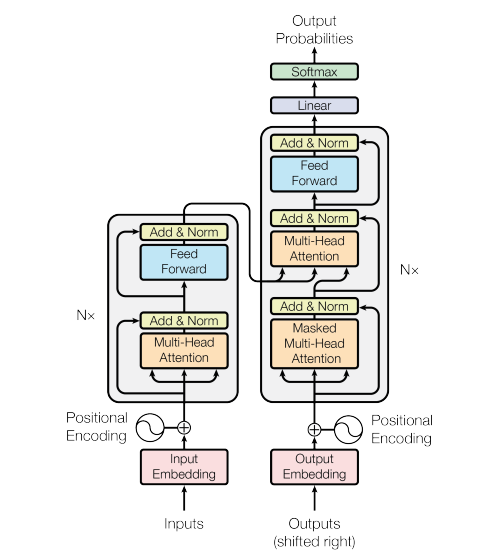 Output
Probabilities
Softmax
Linear
Add & Norm
Feed
Forward
Add & Norm
Multi-Head
Attention
Add & Norm
Masked
Multi-Head
Attention
Nx
Positional
Encoding
Output
Embedding
Outputs
(shifted right)
Add & Norm
Feed
Forward
Add & Norm
Multi-Head
Attention
Nx
Positional
Encoding
Input
Embedding
Inputs